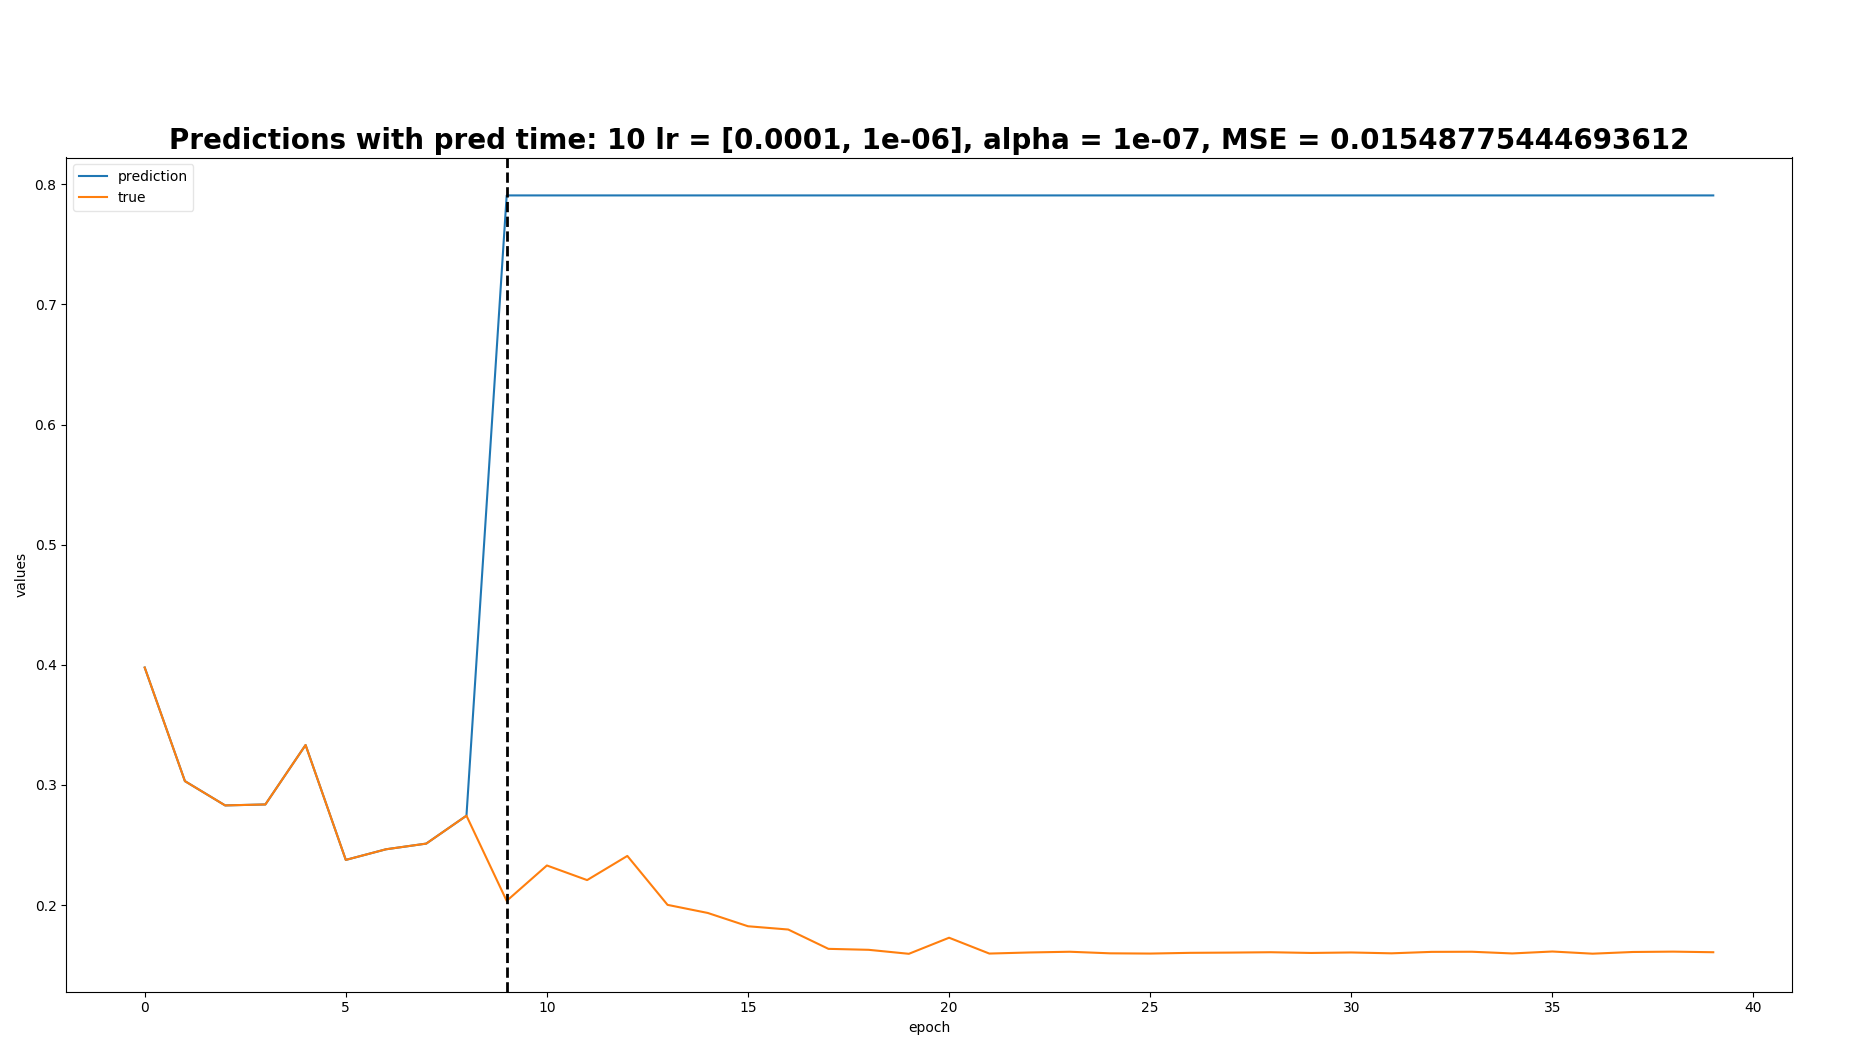 Predictions with pred time: 10 lr = [0.0001, 1e-06], alpha = 1e-07, MSE = 0.01548775444693612
prediction
true
0.8
0.7
0.6
0.5
0.4
0.3
0.2
values
0 5 10 15 20 25 30 35 40
epoch